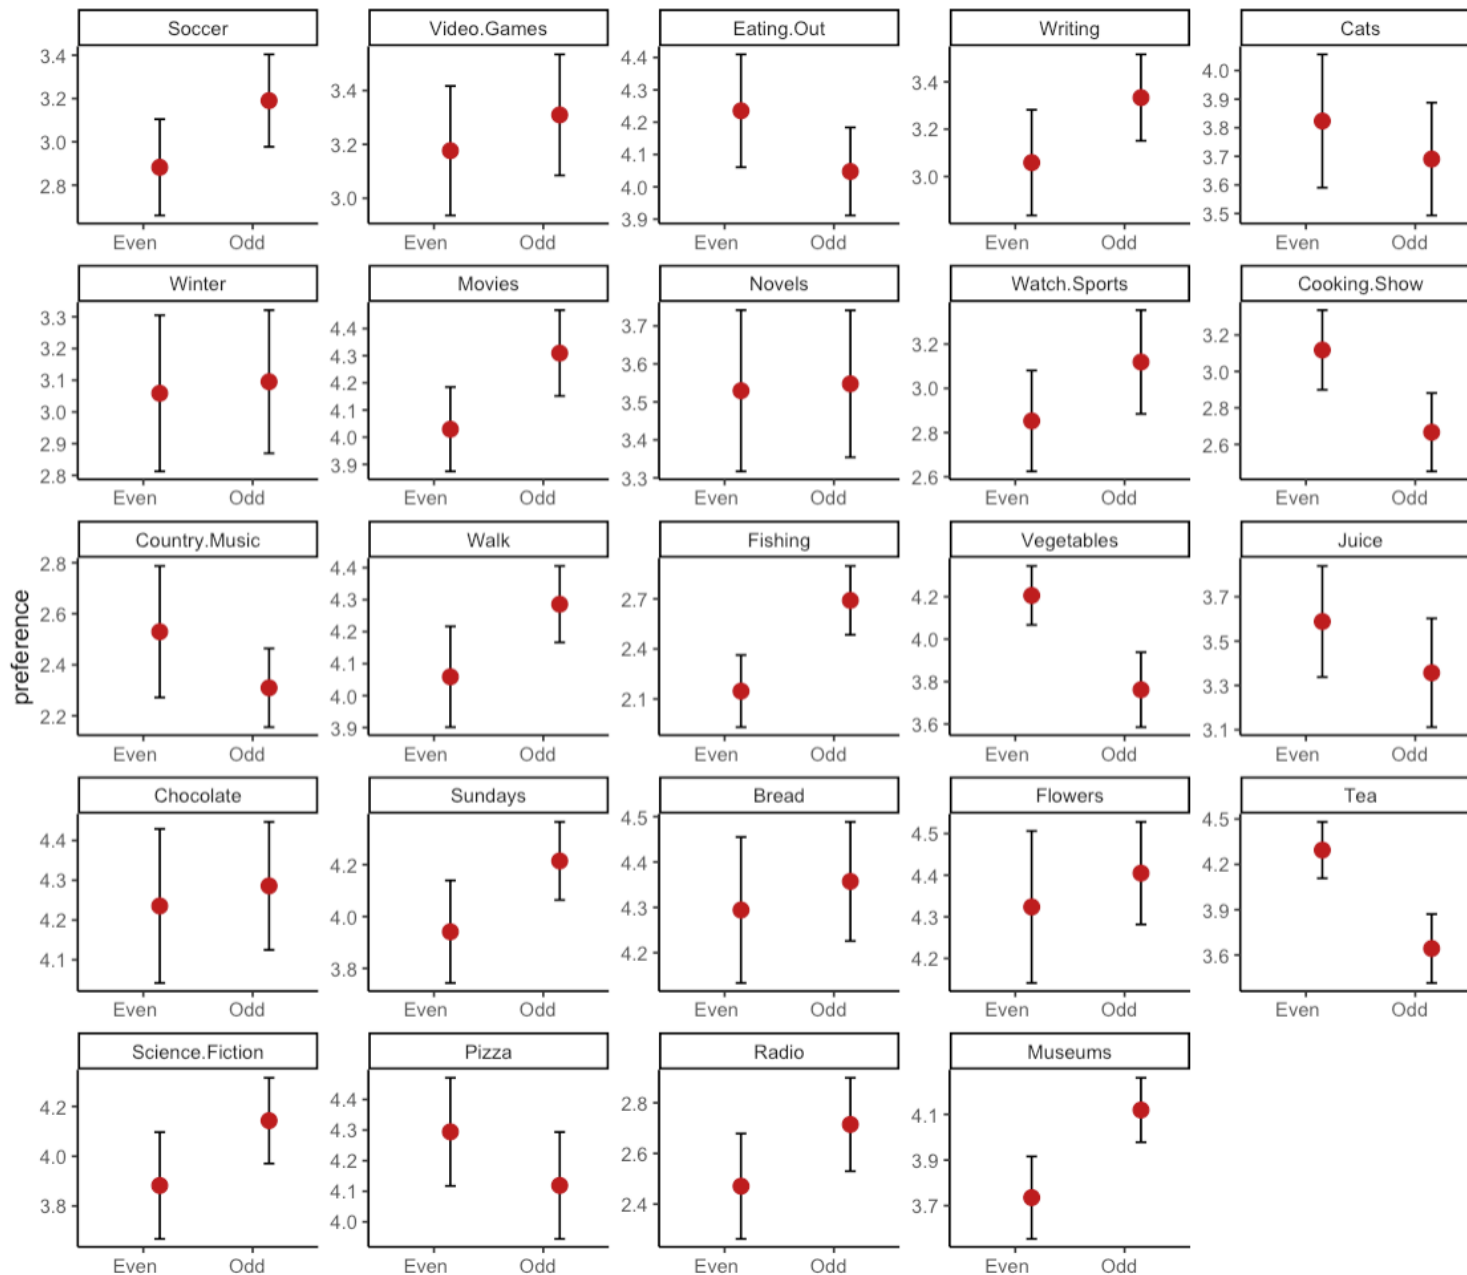 Soccer Video.Games Eating.Out Writing Cats
3.4 3.2 3.0 2.8
3.4 3.2 3.0
4.4 4.3 4.2 4.1 4.0 3.9
3.4 3.2 3.0
4.0 3.9 3.8 3.7 3.6 3.5
Even Odd Even Odd Even Odd Even Odd Even Odd
Winter Movies Novels Watch.Sports Cooking.Show
3.3 3.2 3.1 3.0 2.9 2.8
4.4 4.3 4.2 4.1 4.0 3.9
3.7 3.6 3.5 3.4 3.3
3.2 3.0 2.8 2.6
3.2 3.0 2.8 2.6
Even Odd Even Odd Even Odd Even Odd Even Odd
preference
Country.Music Walk Fishing Vegetables Juice
2.8 2.6 2.4 2.2
4.4 4.3 4.2 4.1 4.0 3.9
2.7 2.4 2.1
4.2 4.0 3.8 3.6
3.7 3.5 3.3 3.1
Even Odd Even Odd Even Odd Even Odd Even Odd
Chocolate Sundays Bread Flowers Tea
4.4 4.3 4.2 4.1
4.2 4.0 3.8
4.5 4.4 4.3 4.2
4.5 4.4 4.3 4.2
4.5 4.2 3.9 3.6
Even Odd Even Odd Even Odd Even Odd Even Odd
Science.Fiction Pizza Radio Museums
4.2 4.0 3.8
4.4 4.3 4.2 4.1 4.0
2.8 2.6 2.4
4.1 3.9 3.7
Even Odd Even Odd Even Odd Even Odd